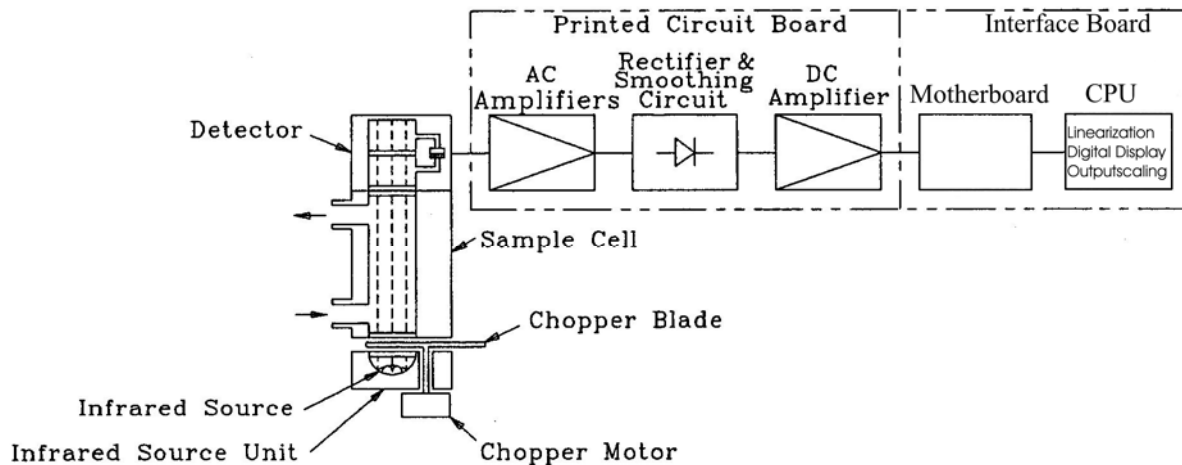 Printed Circuit Board
Interface Board
AC
Amplifiers
Rectifier &
Smoothing
Circuit
DC
Amplifier
Motherboard
CPU
Linearization
Digital Display
Outputscaling
Detector
Sample Cell
Chopper Blade
Infrared Source
Infrared Source Unit
Chopper Motor